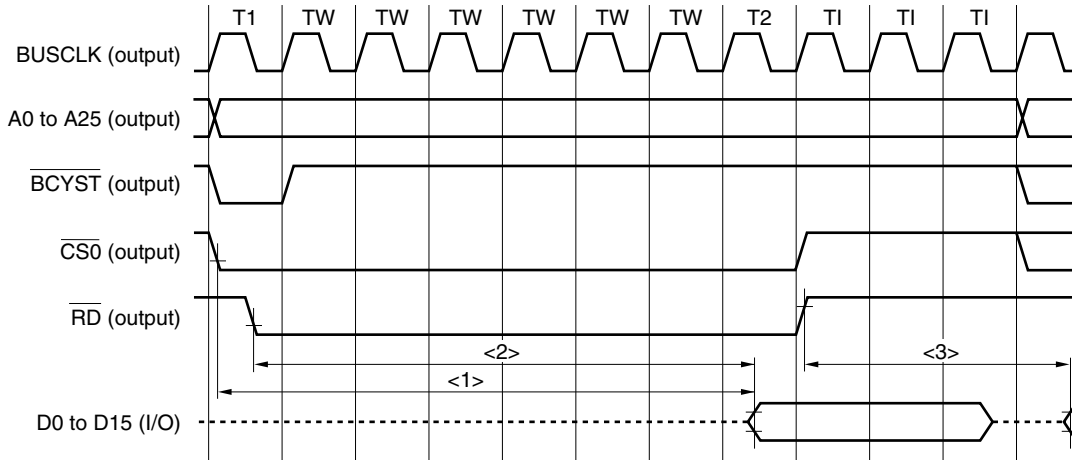 T1 TW TW TW TW TW TW T2 TI TI TI
BUSCLK (output)
A0 to A25 (output)
BCYST (output)
CS0 (output)
RD (output)
<2> <3>
<1>
D0 to D15 (I/O)